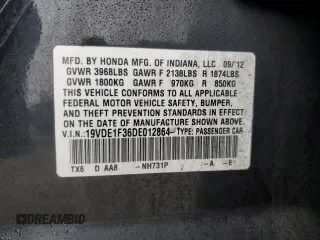 MFD. BY HONDA MFG. OF INDIANA, LLC 09/12
GVWR 3968LBS GAWR F 2138LBS R 1874LBS
GVWR 1800KG GAWR F 970KG R 850KG
THIS VEHICLE CONFORMS TO ALL APPLICABLE
FEDERAL MOTOR VEHICLE SAFETY, BUMPER,
AND THEFT PREVENTION STANDARDS IN EFFECT
ON THE DATE OF MANUFACTURE SHOWN ABOVE.
V.I.N.: 19VDE1F36DE012864 TYPE: PASSENGER CAR
TX6 D AA8 -NH731P -A -E
DREAMBID